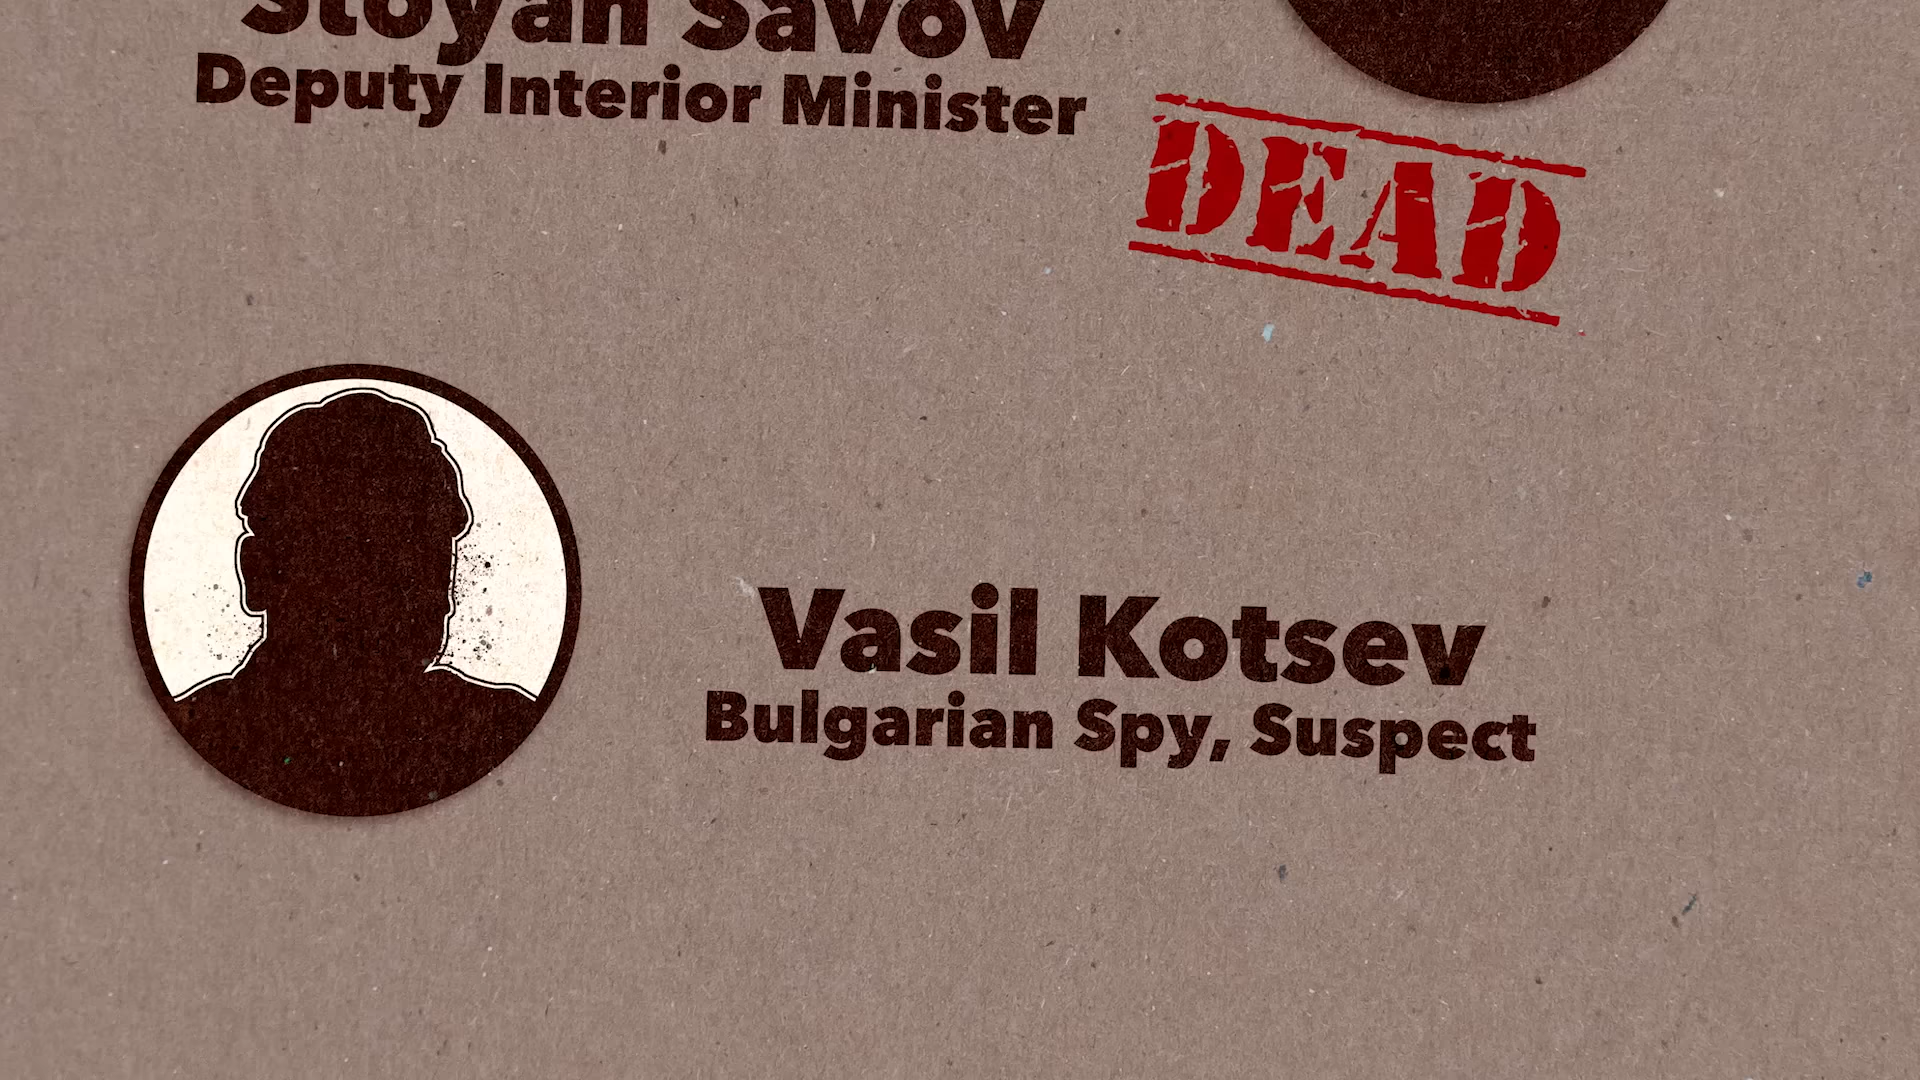 Stoyan Savov
Deputy Interior Minister
DEAD
Vasil Kotsev
Bulgarian Spy, Suspect